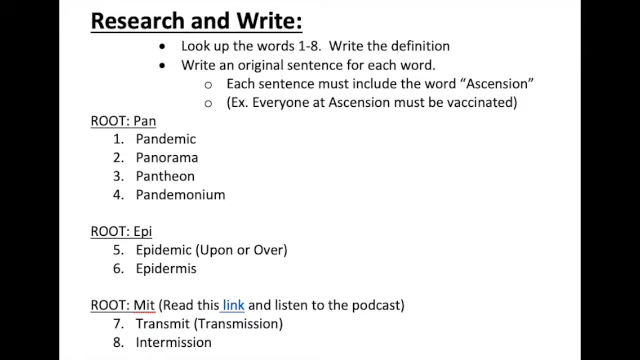 Research and Write:
• Look up the words 1-8. Write the definition
• Write an original sentence for each word.
o Each sentence must include the word “Ascension”
o (Ex. Everyone at Ascension must be vaccinated)
ROOT: Pan
1. Pandemic
2. Panorama
3. Pantheon
4. Pandemonium
ROOT: Epi
5. Epidemic (Upon or Over)
6. Epidermis
ROOT: Mit (Read this link and listen to the podcast)
7. Transmit (Transmission)
8. Intermission